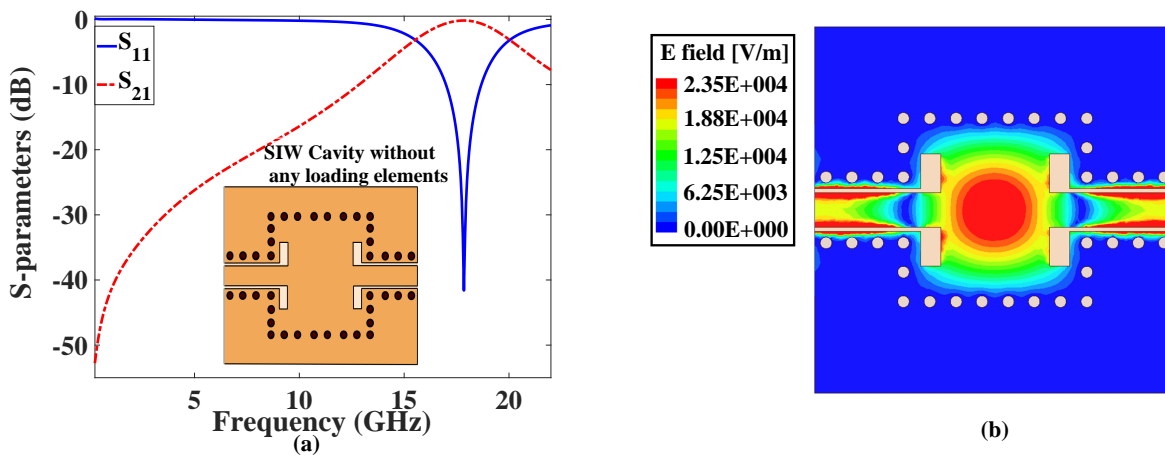 0
-10
-20
-30
-40
-50
S-parameters (dB)
S11
S21
SIW Cavity without
any loading elements
5
10
15
20
Frequency (GHz)
(a)
E field [V/m]
2.35E+004
1.88E+004
1.25E+004
6.25E+003
0.00E+000
(b)